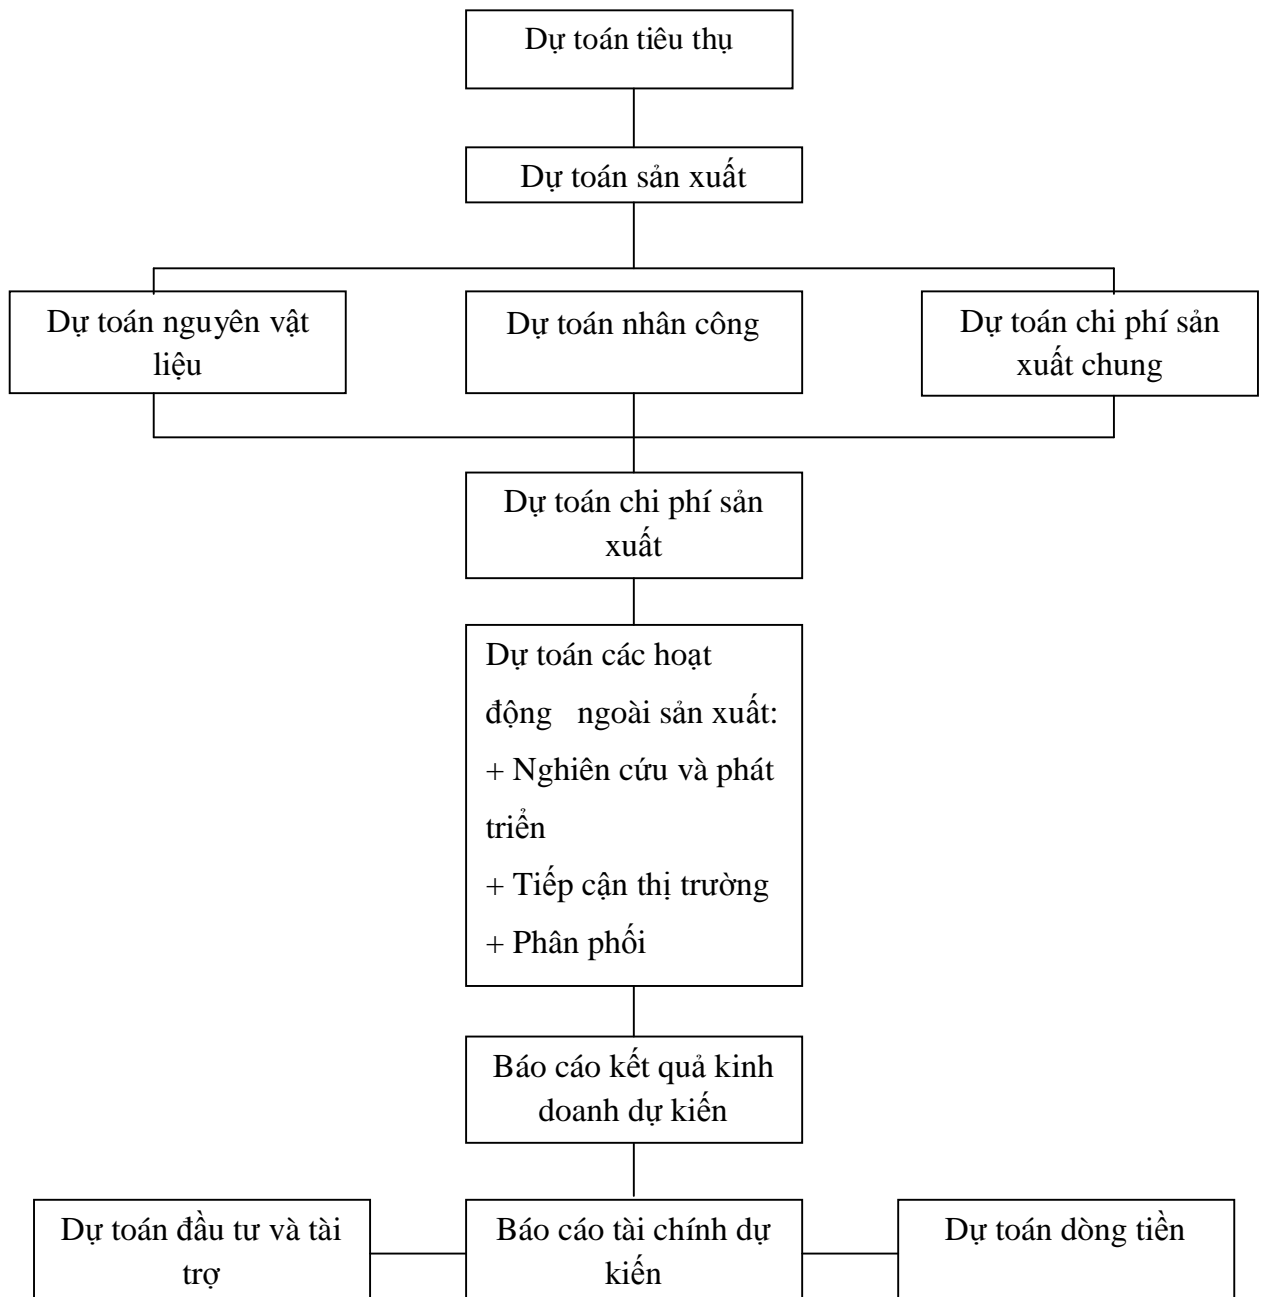 Dự toán tiêu thụ
Dự toán sản xuất
Dự toán nguyên vật
liệu
Dự toán nhân công
Dự toán chi phí sản
xuất chung
Dự toán chi phí sản
xuất
Dự toán các hoạt
động ngoài sản xuất:
+ Nghiên cứu và phát
triển
+ Tiếp cận thị trường
+ Phân phối
Báo cáo kết quả kinh
doanh dự kiến
Dự toán đầu tư và tài
trợ
Báo cáo tài chính dự
kiến
Dự toán dòng tiền